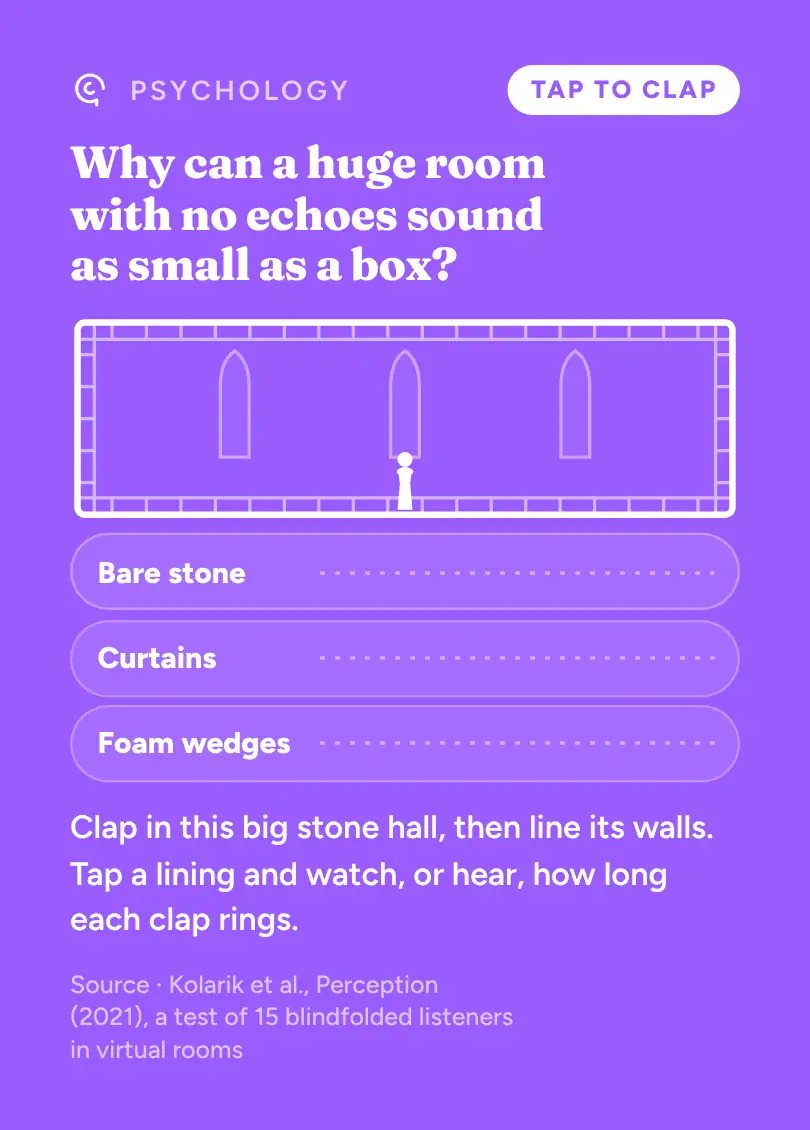 PSYCHOLOGY
TAP TO CLAP
Why can a huge room
with no echoes sound
as small as a box?
Bare stone
Curtains
Foam wedges
Clap in this big stone hall, then line its walls.
Tap a lining and watch, or hear, how long
each clap rings.
Source · Kolarik et al., Perception
(2021), a test of 15 blindfolded listeners
in virtual rooms